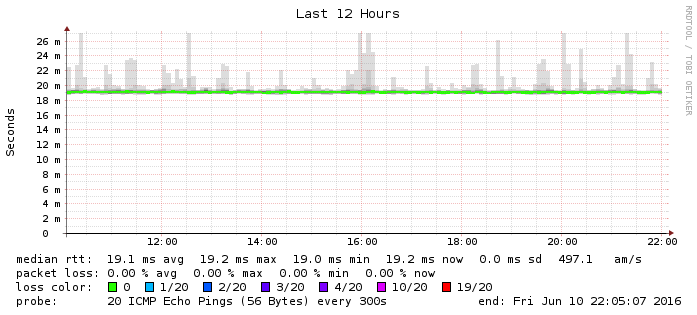 Last 12 Hours
RRDTOOL / TOBI OETIKER
Seconds
26 m
24 m
22 m
20 m
18 m
16 m
14 m
12 m
10 m
8 m
6 m
4 m
2 m
0
12:00 14:00 16:00 18:00 20:00 22:00
median rtt: 19.1 ms avg 19.2 ms max 19.0 ms min 19.2 ms now 0.0 ms sd 497.1 am/s
packet loss: 0.00 % avg 0.00 % max 0.00 % min 0.00 % now
loss color: 0 1/20 2/20 3/20 4/20 10/20 19/20
probe: 20 ICMP Echo Pings (56 Bytes) every 300s end: Fri Jun 10 22:05:07 2016